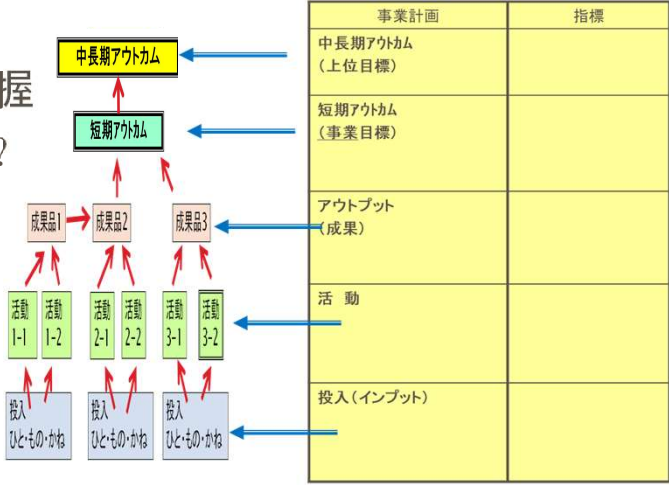 握
?
中長期アウトカム
短期アウトカム
成果品1
成果品2
成果品3
活動
1-1
活動
1-2
活動
2-1
活動
2-2
活動
3-1
活動
3-2
投入
ひと・もの・かね
投入
ひと・もの・かね
投入
ひと・もの・かね
事業計画
指標
中長期アウトカム
(上位目標)
短期アウトカム
(事業目標)
アウトプット
(成果)
活 動
投入(インプット)